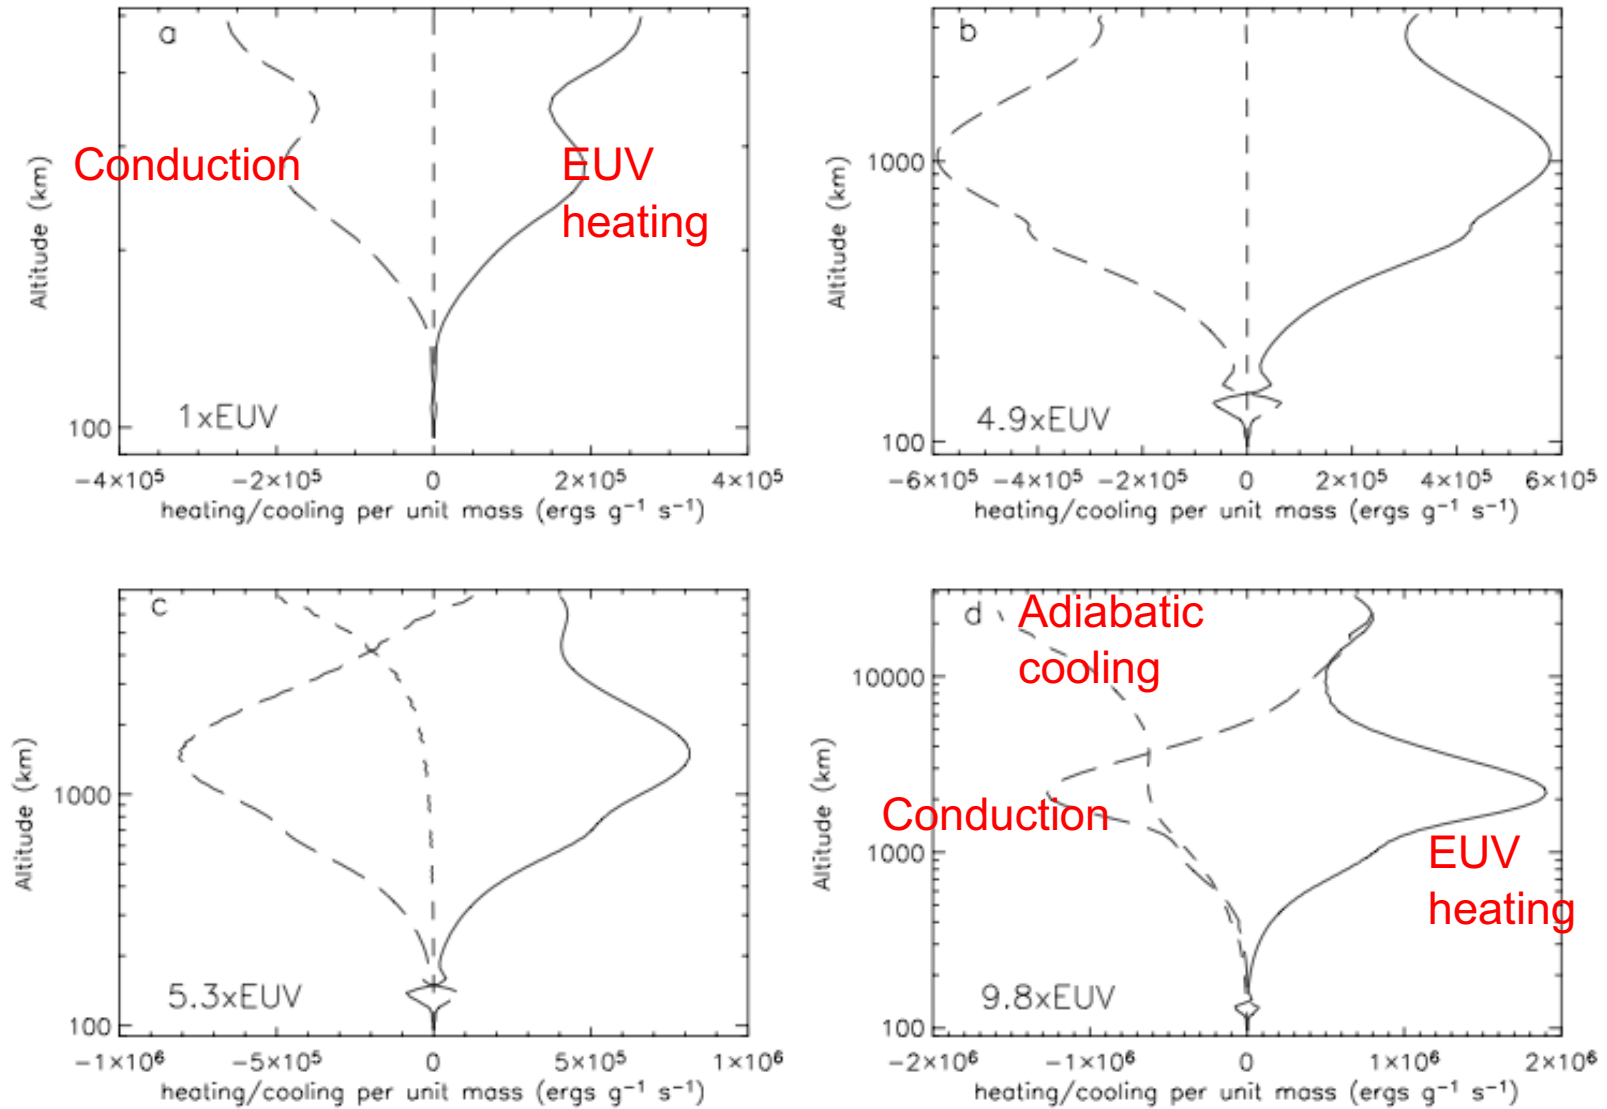 a
Conduction
EUV
heating
Altitude (km)
100
1xEUV
−4×10⁵ −2×10⁵ 0 2×10⁵ 4×10⁵
heating/cooling per unit mass (ergs g⁻¹ s⁻¹)
b
Altitude (km)
1000
100
4.9xEUV
−6×10⁵ −4×10⁵ −2×10⁵ 0 2×10⁵ 4×10⁵ 6×10⁵
heating/cooling per unit mass (ergs g⁻¹ s⁻¹)
c
Altitude (km)
1000
100
5.3xEUV
−1×10⁶ −5×10⁵ 0 5×10⁵ 1×10⁶
heating/cooling per unit mass (ergs g⁻¹ s⁻¹)
d
Adiabatic
cooling
Conduction
EUV
heating
Altitude (km)
10000
1000
100
9.8xEUV
−2×10⁶ −1×10⁶ 0 1×10⁶ 2×10⁶
heating/cooling per unit mass (ergs g⁻¹ s⁻¹)